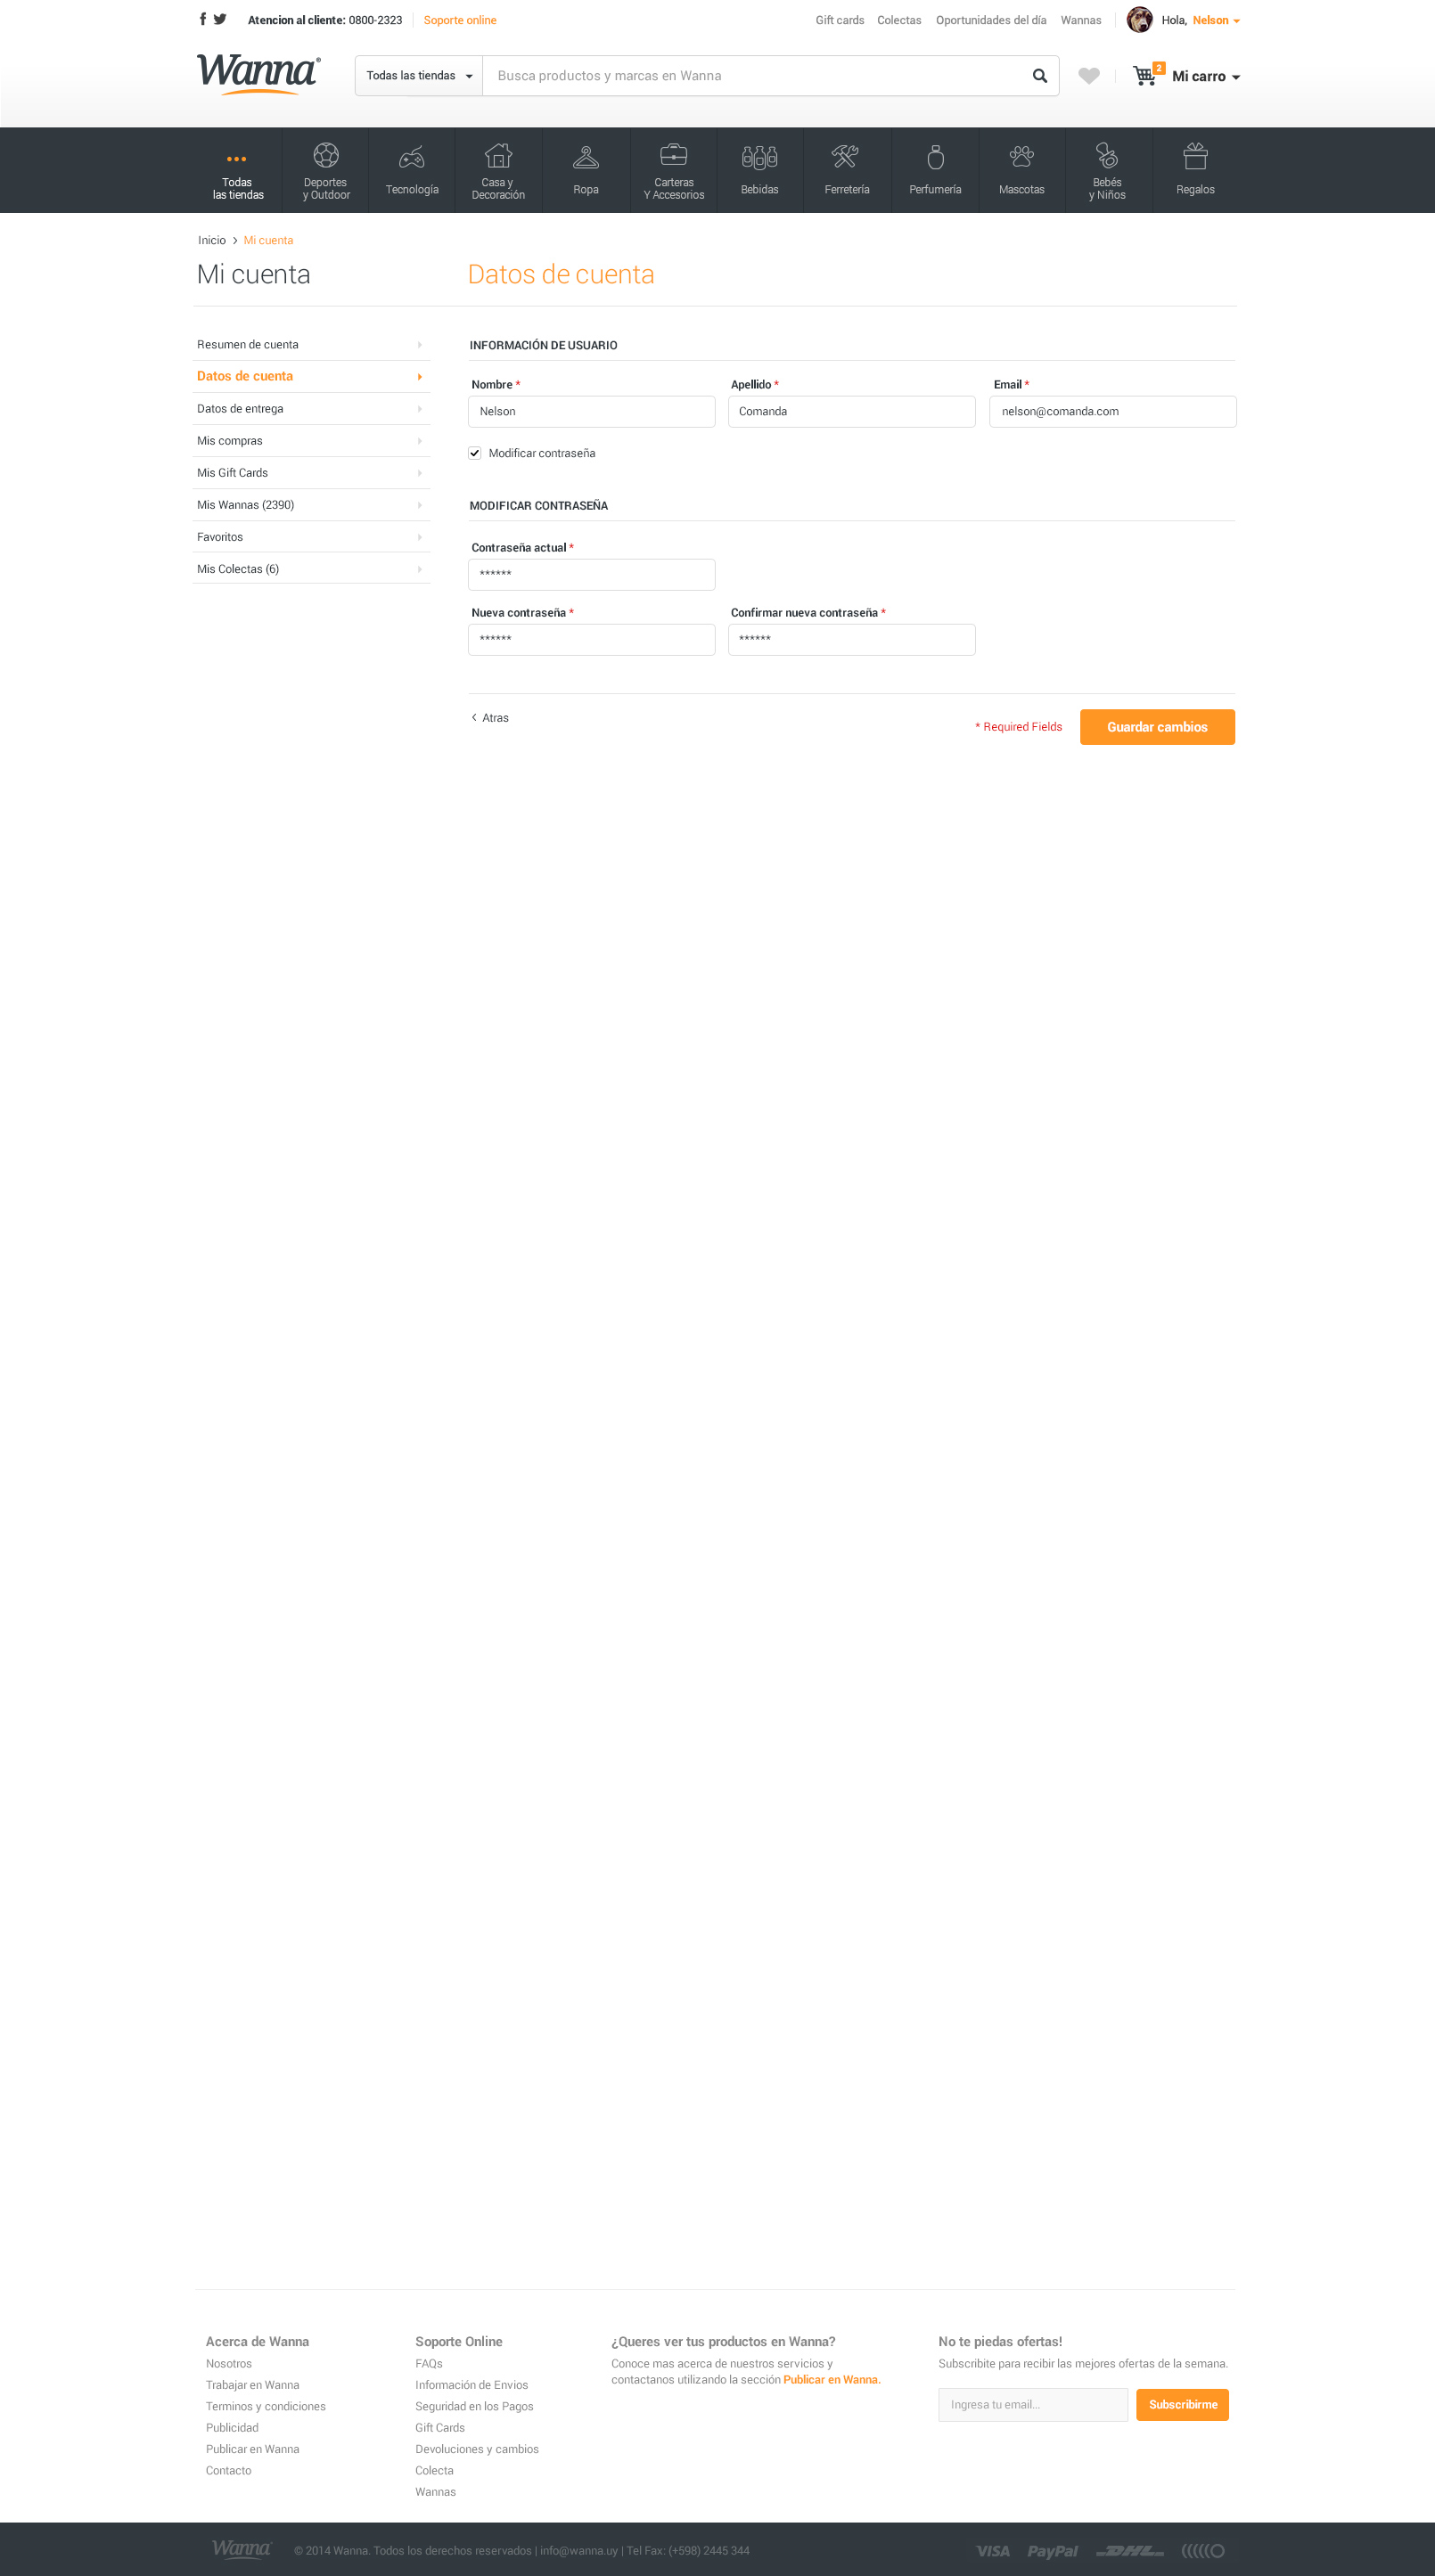 Atencion al cliente: 0800-2323 Soporte online Gift cards Colectas Oportunidades del día Wannas Hola, Nelson
Wanna® Todas las tiendas Busca productos y marcas en Wanna 2 Mi carro
Todas
las tiendas
Deportes
y Outdoor
Tecnología
Casa y
Decoración
Ropa
Carteras
Y Accesorios
Bebidas
Ferretería
Perfumería
Mascotas
Bebés
y Niños
Regalos
Inicio > Mi cuenta
Mi cuenta
Resumen de cuenta
Datos de cuenta
Datos de entrega
Mis compras
Mis Gift Cards
Mis Wannas (2390)
Favoritos
Mis Colectas (6)
Datos de cuenta
INFORMACIÓN DE USUARIO
Nombre * Apellido * Email *
Nelson Comanda nelson@comanda.com
Modificar contraseña
MODIFICAR CONTRASEÑA
Contraseña actual *
******
Nueva contraseña * Confirmar nueva contraseña *
****** ******
< Atras * Required Fields Guardar cambios
Acerca de Wanna
Nosotros
Trabajar en Wanna
Terminos y condiciones
Publicidad
Publicar en Wanna
Contacto
Soporte Online
FAQs
Información de Envios
Seguridad en los Pagos
Gift Cards
Devoluciones y cambios
Colecta
Wannas
¿Queres ver tus productos en Wanna?
Conoce mas acerca de nuestros servicios y
contactanos utilizando la sección Publicar en Wanna.
No te piedas ofertas!
Subscribite para recibir las mejores ofertas de la semana.
Ingresa tu email... Subscribirme
Wanna © 2014 Wanna. Todos los derechos reservados | info@wanna.uy | Tel Fax: (+598) 2445 344 VISA PayPal DHL